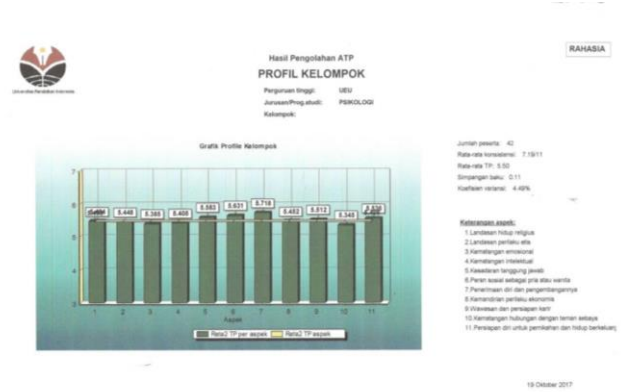 RAHASIA
Universitas Pendidikan Indonesia
Hasil Pengolahan ATP
PROFIL KELOMPOK
Perguruan tinggi: UEU
Jurusan/Prog.studi: PSIKOLOGI
Kelompok:
Grafik Profile Kelompok
Jumlah peserta: 40
Rata-rata konsistensi: 7.19/11
Rata-rata TP: 5.50
Simpangan baku: 0.11
Koefisien variansi: 4.49%
7
6
5
4
3
5.448
5.385
5.408
5.583
5.631
5.718
5.452
5.512
5.345
1 2 3 4 5 6 7 8 9 10 11
Aspek
Rata2 TP per aspek Rata2 TP aspek
Keterangan aspek:
1.Landasan hidup religius
2.Landasan perilaku etis
3.Kematangan emosional
4.Kematangan intelektual
5.Kesadaran tanggung jawab
6.Peran sosial sebagai pria atau wanita
7.Penerimaan diri dan pengembangannya
8.Kemandirian perilaku ekonomis
9.Wawasan dan persiapan karir
10.Kematangan hubungan dengan teman sebaya
11.Persiapan diri untuk pernikahan dan hidup berkeluarg
19 Oktober 2017